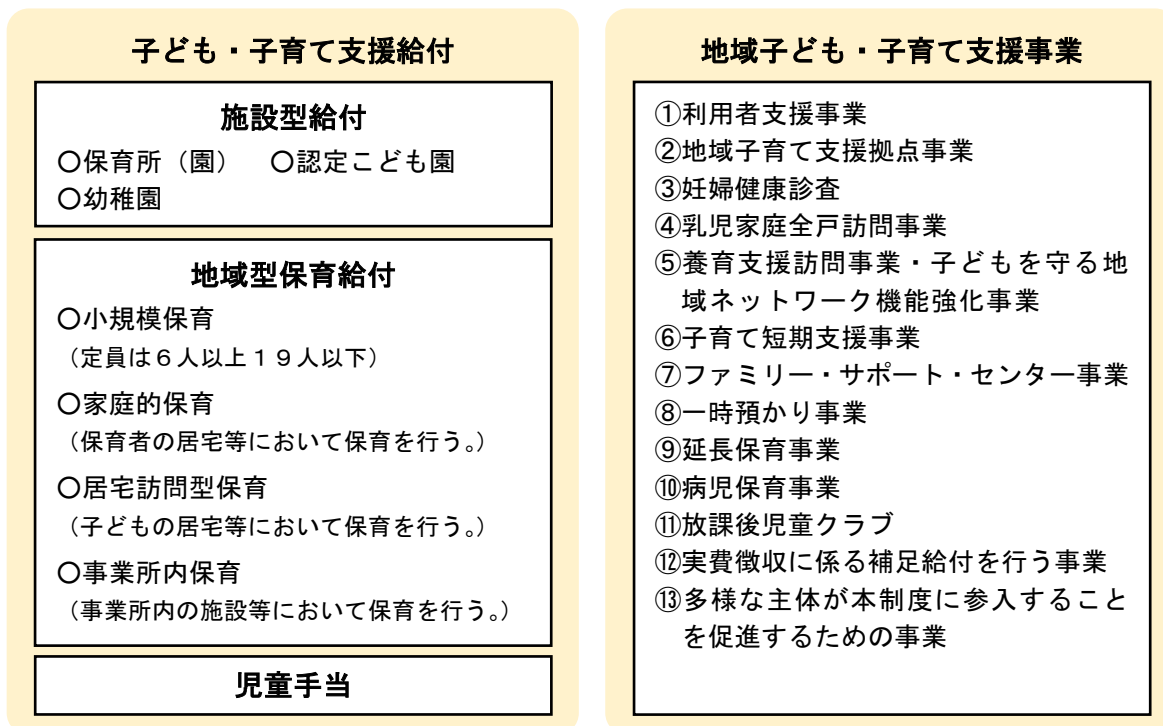 子ども・子育て支援給付
施設型給付
〇保育所（園）　〇認定こども園
〇幼稚園
地域型保育給付
〇小規模保育
（定員は６人以上１９人以下）
〇家庭的保育
（保育者の居宅等において保育を行う。）
〇居宅訪問型保育
（子どもの居宅等において保育を行う。）
〇事業所内保育
（事業所内の施設等において保育を行う。）
児童手当
地域子ども・子育て支援事業
①利用者支援事業
②地域子育て支援拠点事業
③妊婦健康診査
④乳児家庭全戸訪問事業
⑤養育支援訪問事業・子どもを守る地
域ネットワーク機能強化事業
⑥子育て短期支援事業
⑦ファミリー・サポート・センター事業
⑧一時預かり事業
⑨延長保育事業
⑩病児保育事業
⑪放課後児童クラブ
⑫実費徴収に係る補足給付を行う事業
⑬多様な主体が本制度に参入すること
を促進するための事業